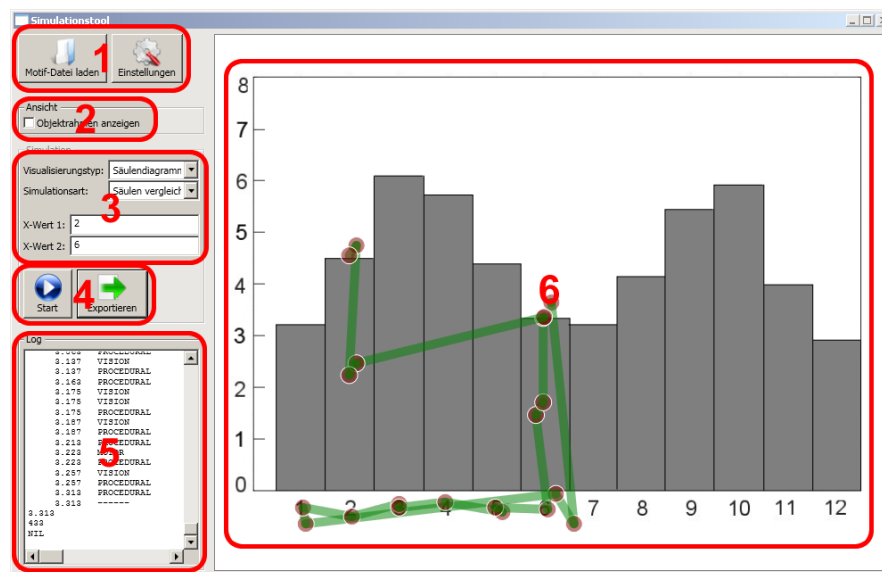 Simulationstool
1
Motif-Datei laden
Einstellungen
Ansicht
2
Objektrahmen anzeigen
Simulation
Visualisierungstyp: Säulendiagramm
Simulationsart: Säulen vergleich
3
X-Wert 1: 2
X-Wert 2: 6
4
Start
Exportieren
Log
3.137 VISION
3.137 PROCEDURAL
3.163 PROCEDURAL
3.175 VISION
3.175 VISION
3.175 PROCEDURAL
3.187 VISION
3.187 PROCEDURAL
3.213 PROCEDURAL
3.223 MOTOR
3.223 PROCEDURAL
3.257 VISION
3.257 PROCEDURAL
3.313 PROCEDURAL
3.313 ------
3.313
433
NIL
5
6
8
7
6
5
4
3
2
1
0
2 4 6 7 8 9 10 11 12